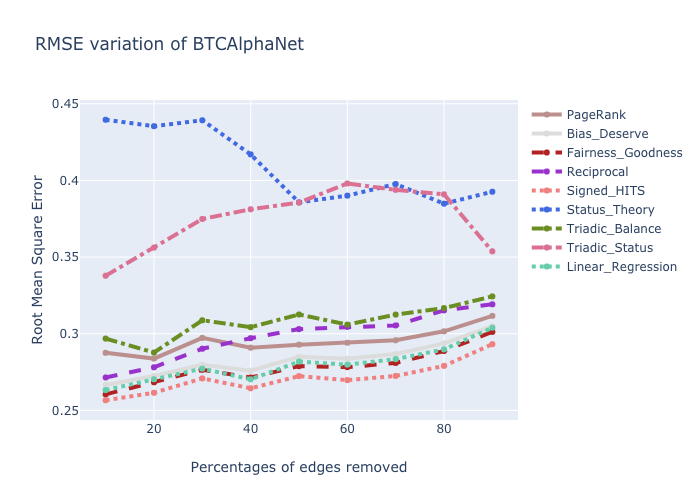 RMSE variation of BTCAlphaNet
0.45
0.4
0.35
0.3
0.25
Root Mean Square Error
20
40
60
80
Percentages of edges removed
PageRank
Bias_Deserve
Fairness_Goodness
Reciprocal
Signed_HITS
Status_Theory
Triadic_Balance
Triadic_Status
Linear_Regression